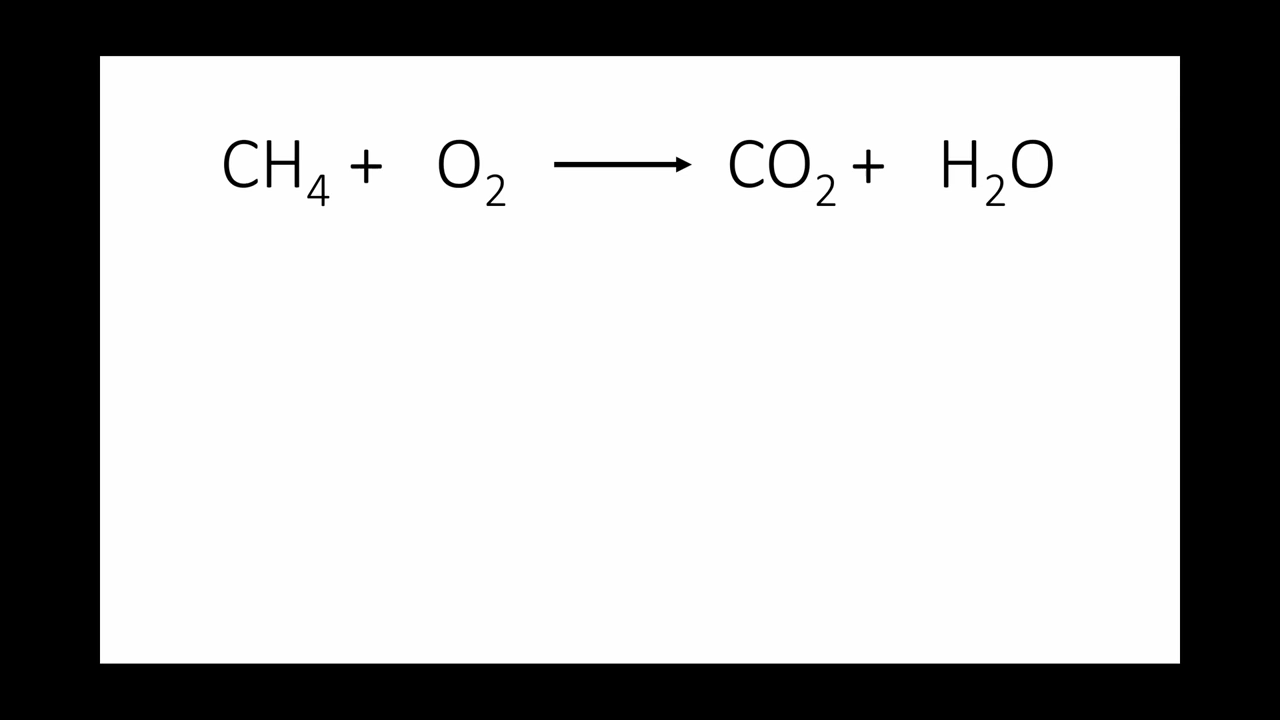 CH₄ + O₂ ⟶ CO₂ + H₂O